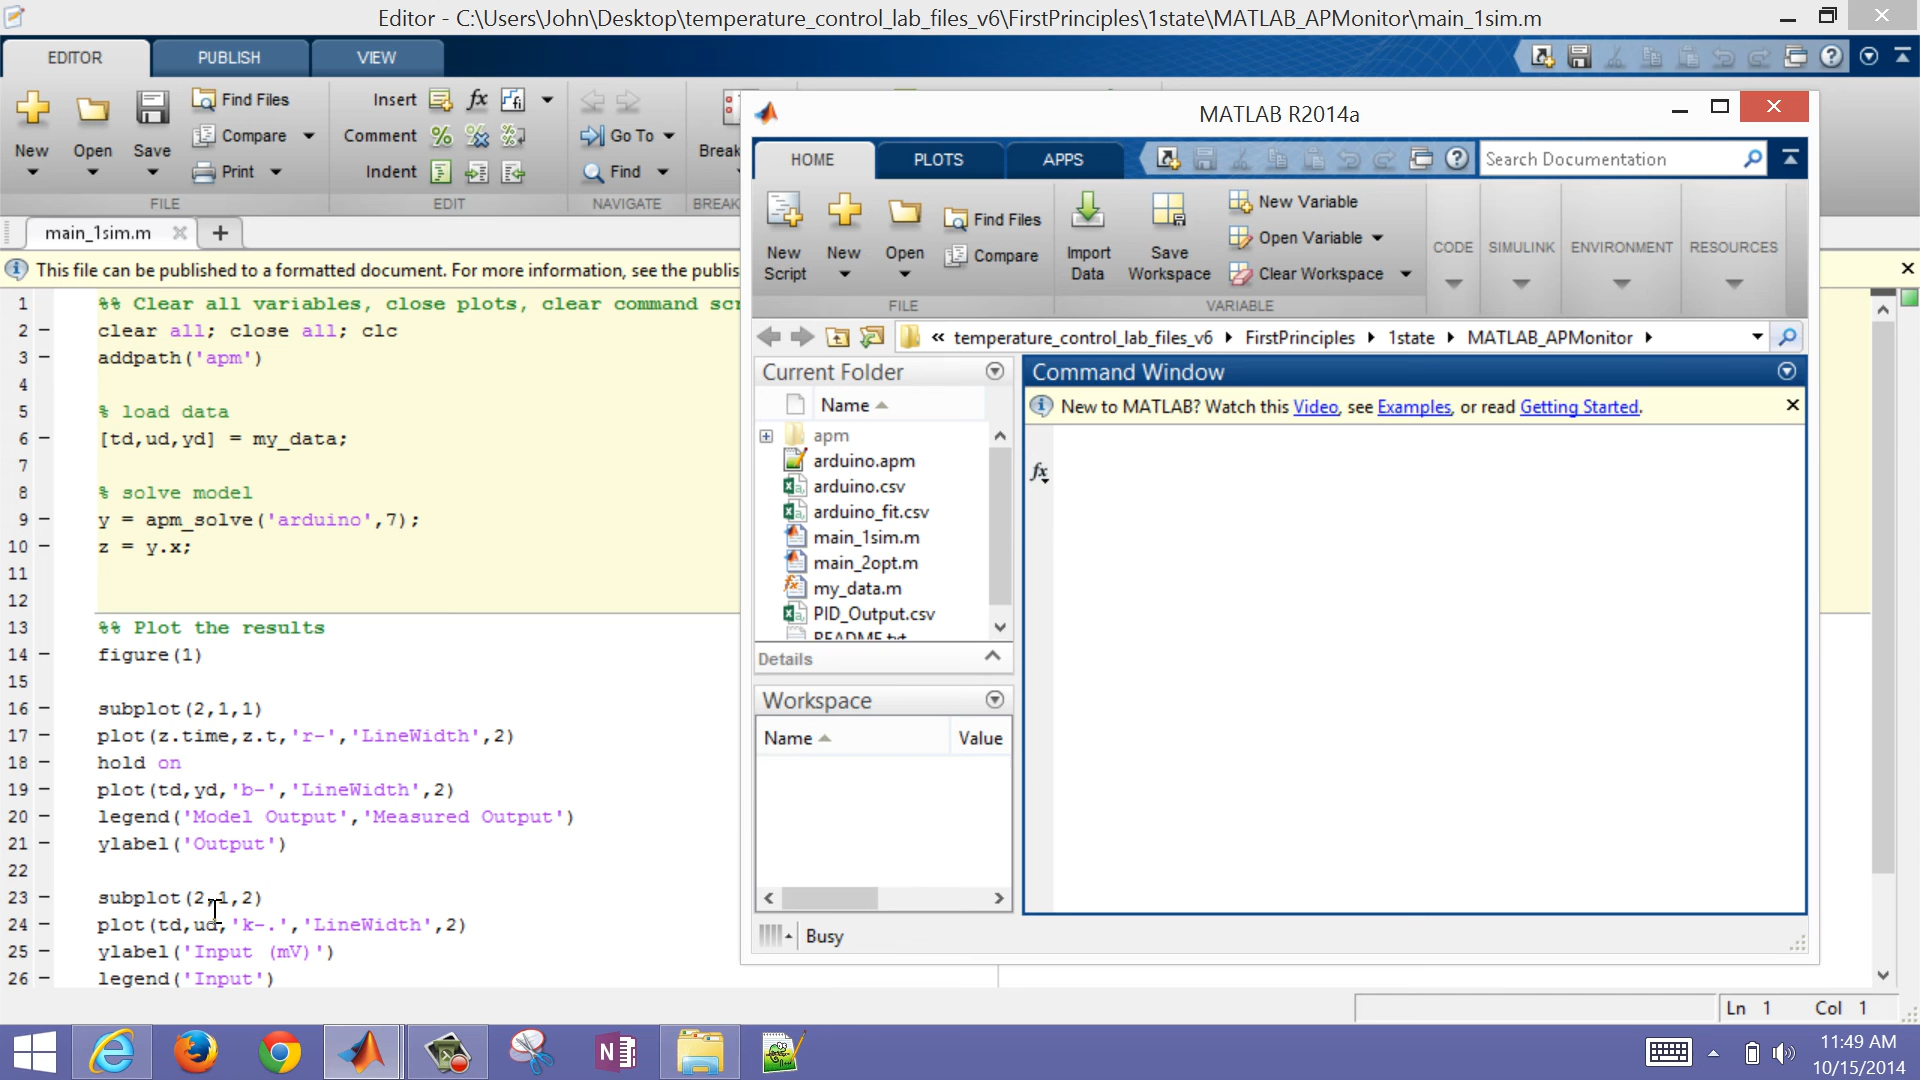 Editor - C:\Users\John\Desktop\temperature_control_lab_files_v6\FirstPrinciples\1state\MATLAB_APMonitor\main_1sim.m
EDITOR
PUBLISH
VIEW
New
Open
Save
Find Files
Compare
Print
FILE
Insert
Comment
Indent
EDIT
Go To
Find
NAVIGATE
Break
BREAK
main_1sim.m
This file can be published to a formatted document. For more information, see the publis
1 %% Clear all variables, close plots, clear command scr
2 clear all; close all; clc
3 addpath('apm')
4
5 % load data
6 [td,ud,yd] = my_data;
7
8 % solve model
9 y = apm_solve('arduino',7);
10 z = y.x;
11
12
13 %% Plot the results
14 figure(1)
15
16 subplot(2,1,1)
17 plot(z.time,z.t,'r-','LineWidth',2)
18 hold on
19 plot(td,yd,'b-','LineWidth',2)
20 legend('Model Output','Measured Output')
21 ylabel('Output')
22
23 subplot(2,1,2)
24 plot(td,ud,'k-.','LineWidth',2)
25 ylabel('Input (mV)')
26 legend('Input')
MATLAB R2014a
HOME
PLOTS
APPS
Search Documentation
New Script
New
Open
Find Files
Compare
FILE
Import Data
Save Workspace
New Variable
Open Variable
Clear Workspace
VARIABLE
CODE
SIMULINK
ENVIRONMENT
RESOURCES
« temperature_control_lab_files_v6 FirstPrinciples 1state MATLAB_APMonitor
Current Folder
Name
apm
arduino.apm
arduino.csv
arduino_fit.csv
main_1sim.m
main_2opt.m
my_data.m
PID_Output.csv
README.txt
Details
Workspace
Name Value
Command Window
New to MATLAB? Watch this Video, see Examples, or read Getting Started.
fx
Busy
Ln 1 Col 1
11:49 AM
10/15/2014